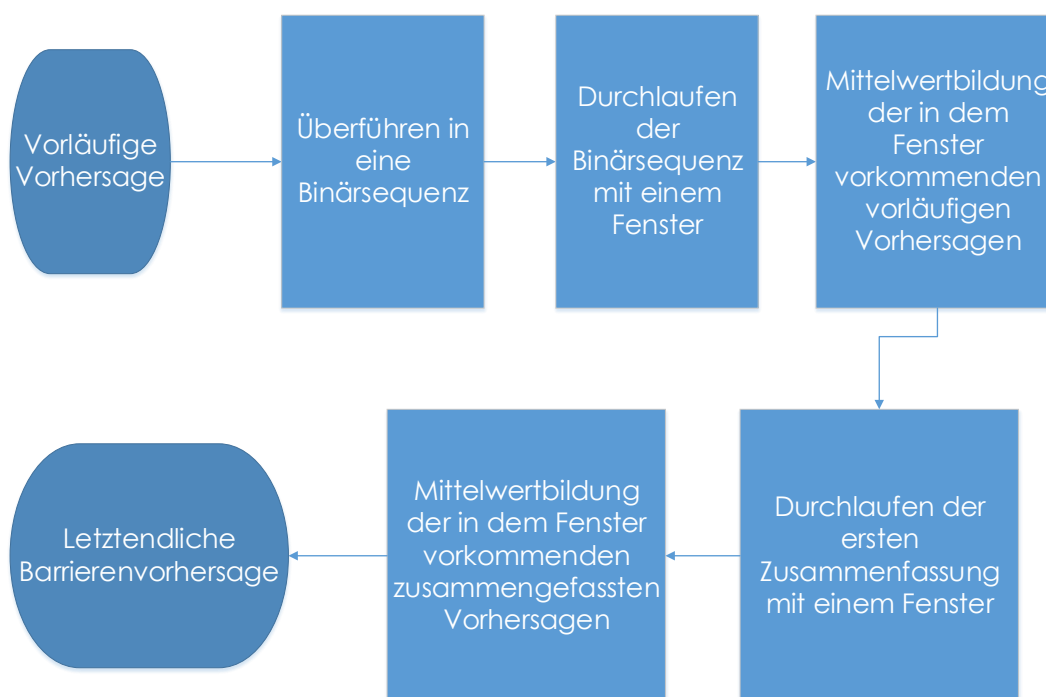 Vorläufige
Vorhersage
Überführen in
eine
Binärsequenz
Durchlaufen
der
Binärsequenz
mit einem
Fenster
Mittelwertbildung
der in dem
Fenster
vorkommenden
vorläufigen
Vorhersagen
Durchlaufen der
ersten
Zusammenfassung
mit einem Fenster
Mittelwertbildung
der in dem Fenster
vorkommenden
zusammengefassten
Vorhersagen
Letztendliche
Barrierenvorhersage